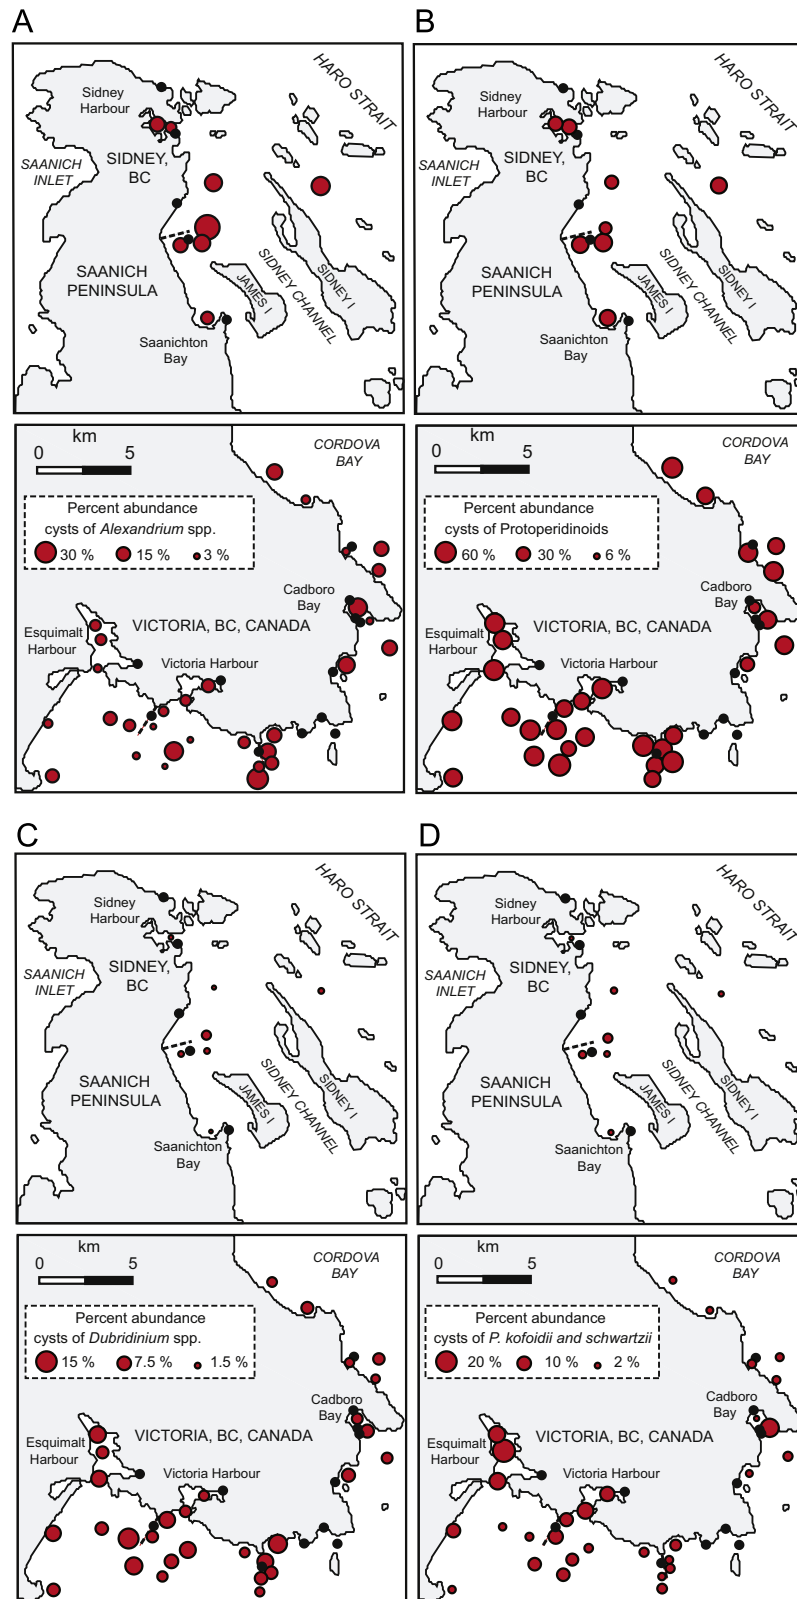 A
HARO STRAIT
Sidney
Harbour
SAANICH
INLET
SIDNEY,
BC
SAANICH
PENINSULA
JAMES I
SIDNEY CHANNEL
SIDNEY I
Saanichton
Bay
km
0 5
CORDOVA
BAY
Percent abundance
cysts of Alexandrium spp.
30 % 15 % 3 %
Cadboro
Bay
VICTORIA, BC, CANADA
Esquimalt
Harbour
Victoria Harbour
B
HARO STRAIT
Sidney
Harbour
SAANICH
INLET
SIDNEY,
BC
SAANICH
PENINSULA
JAMES I
SIDNEY CHANNEL
SIDNEY I
Saanichton
Bay
km
0 5
CORDOVA
BAY
Percent abundance
cysts of Protoperidinoids
60 % 30 % 6 %
Cadboro
Bay
VICTORIA, BC, CANADA
Esquimalt
Harbour
Victoria Harbour
C
HARO STRAIT
Sidney
Harbour
SAANICH
INLET
SIDNEY,
BC
SAANICH
PENINSULA
JAMES I
SIDNEY CHANNEL
SIDNEY I
Saanichton
Bay
km
0 5
CORDOVA
BAY
Percent abundance
cysts of Dubridinium spp.
15 % 7.5 % 1.5 %
Cadboro
Bay
VICTORIA, BC, CANADA
Esquimalt
Harbour
Victoria Harbour
D
HARO STRAIT
Sidney
Harbour
SAANICH
INLET
SIDNEY,
BC
SAANICH
PENINSULA
JAMES I
SIDNEY CHANNEL
SIDNEY I
Saanichton
Bay
km
0 5
CORDOVA
BAY
Percent abundance
cysts of P. kofoidii and schwartzii
20 % 10 % 2 %
Cadboro
Bay
VICTORIA, BC, CANADA
Esquimalt
Harbour
Victoria Harbour